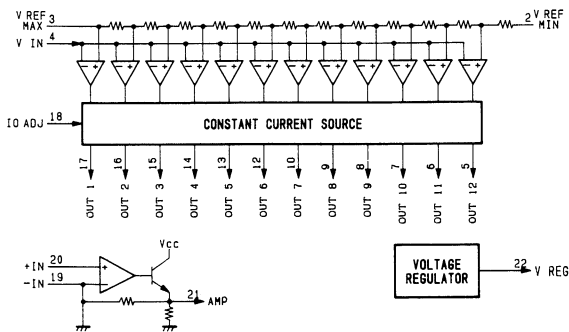 V REF MAX 3
2 V REF MIN
V IN 4
- + - + - + - + - + - + - + - + - + - + - + - +
IO ADJ 18
CONSTANT CURRENT SOURCE
17 16 15 14 13 12 10 9 8 7 6 5
OUT 1 OUT 2 OUT 3 OUT 4 OUT 5 OUT 6 OUT 7 OUT 8 OUT 9 OUT 10 OUT 11 OUT 12
Vcc
+IN 20 +
-IN 19 -
21 AMP
VOLTAGE REGULATOR
22 V REG